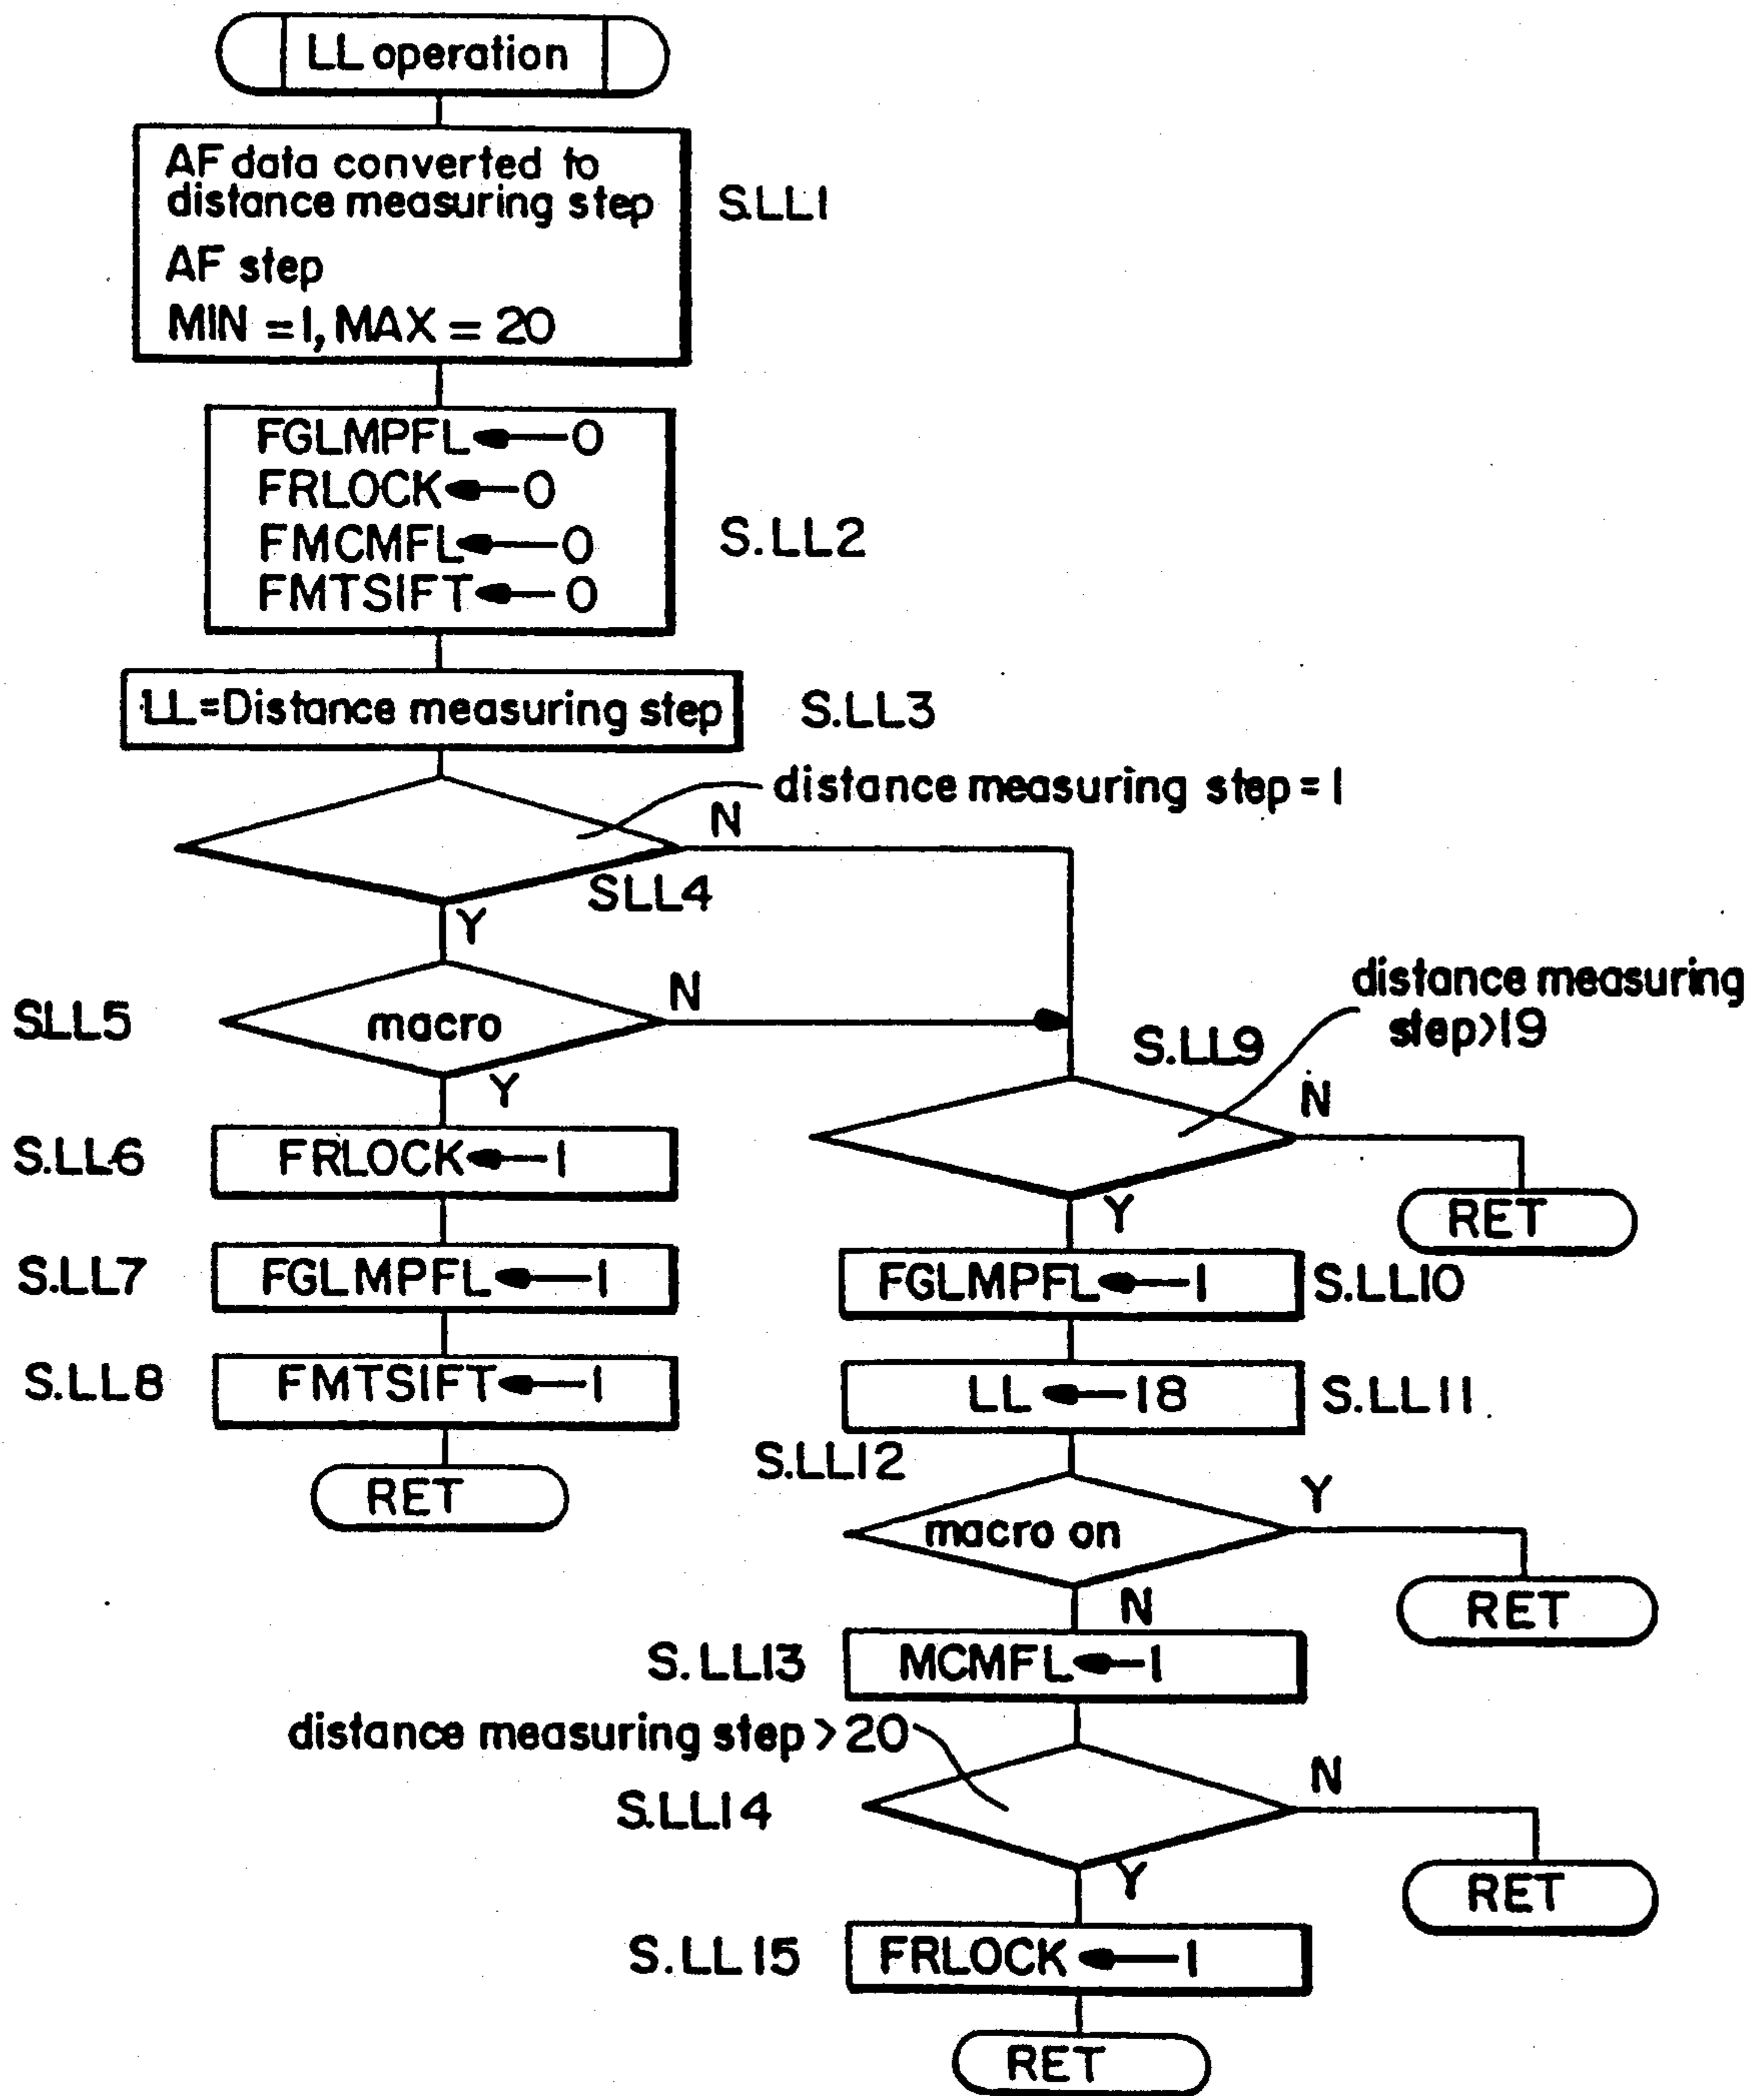 LL operation
AF data converted to
distance measuring step
AF step
MIN = 1, MAX = 20
S.LL1
FGLMPFL ← 0
FRLOCK ← 0
FMCMFL ← 0
FMTSIFT ← 0
S.LL2
LL=Distance measuring step
S.LL3
distance measuring step = 1
N
SLL4
Y
SLL5
macro
N
Y
S.LL6
FRLOCK ← 1
S.LL7
FGLMPFL ← 1
S.LL8
FMTSIFT ← 1
RET
distance measuring
step>19
S.LL9
N
RET
Y
FGLMPFL ← 1
S.LL10
LL ← 18
S.LL11
S.LL12
macro on
Y
RET
N
S.LL13
MCMFL ← 1
distance measuring step > 20
S.LL14
N
RET
Y
S.LL15
FRLOCK ← 1
RET